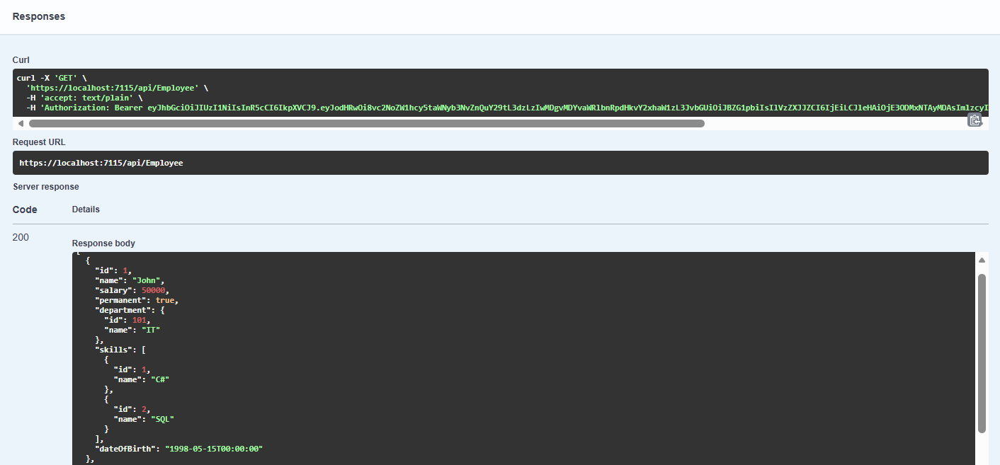 Responses
Curl
curl -X 'GET' \
  'https://localhost:7115/api/Employee' \
  -H 'accept: text/plain' \
  -H 'Authorization: Bearer eyJhbGciOiJIUzI1NiIsInR5cCI6IkpXVCJ9.eyJodHRwOi8vc2NoZW1hcy5taWNyb3NvZnQuY29tL3dzLzIwMDgvMDYvaWRlbnRpdHkvY2xhaW1zL3JvbGUiOiJBZG1pbiIsIlVzZXJJZCI6IjEiLCJleHAiOjE3ODMxNTAyMDAsImlzcyI
Request URL
https://localhost:7115/api/Employee
Server response
Code Details
200
Response body
[
  {
    "id": 1,
    "name": "John",
    "salary": 50000,
    "permanent": true,
    "department": {
      "id": 101,
      "name": "IT"
    },
    "skills": [
      {
        "id": 1,
        "name": "C#"
      },
      {
        "id": 2,
        "name": "SQL"
      }
    ],
    "dateOfBirth": "1998-05-15T00:00:00"
  },